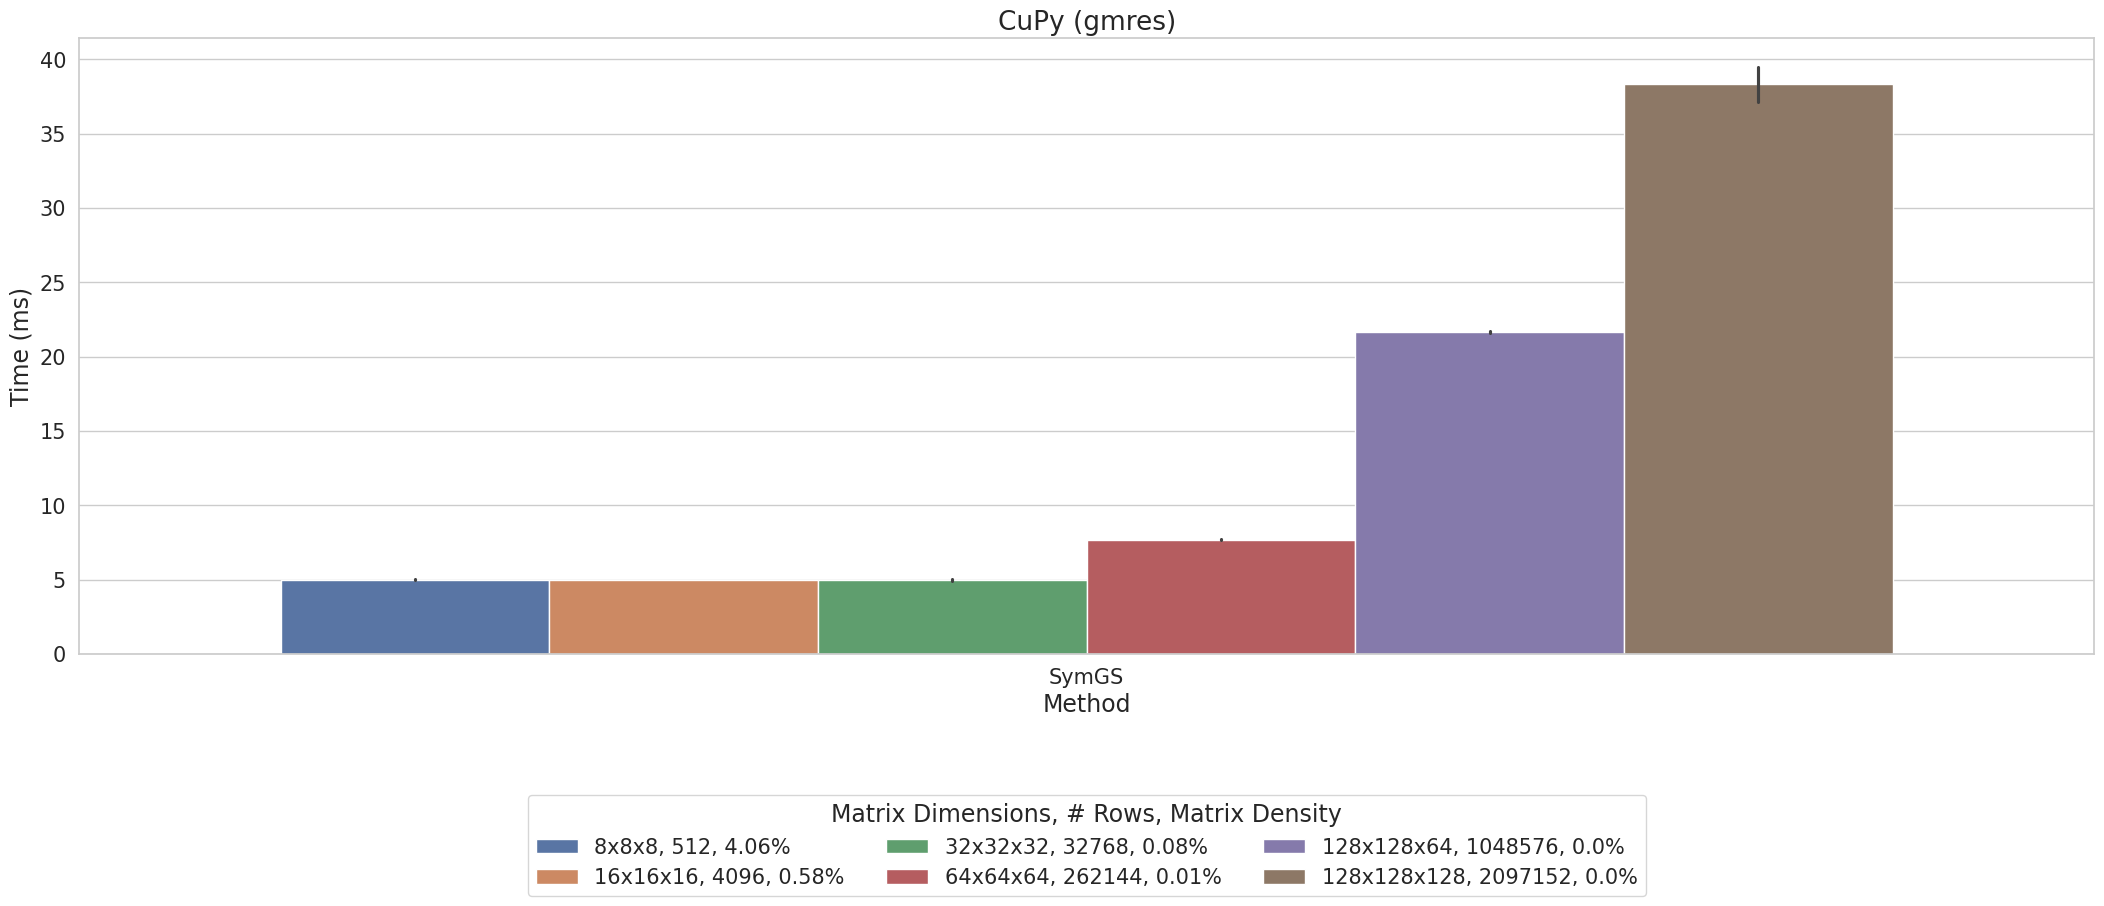 CuPy (gmres)
Time (ms)
40
35
30
25
20
15
10
5
0
SymGS
Method
Matrix Dimensions, # Rows, Matrix Density
8x8x8, 512, 4.06%
16x16x16, 4096, 0.58%
32x32x32, 32768, 0.08%
64x64x64, 262144, 0.01%
128x128x64, 1048576, 0.0%
128x128x128, 2097152, 0.0%